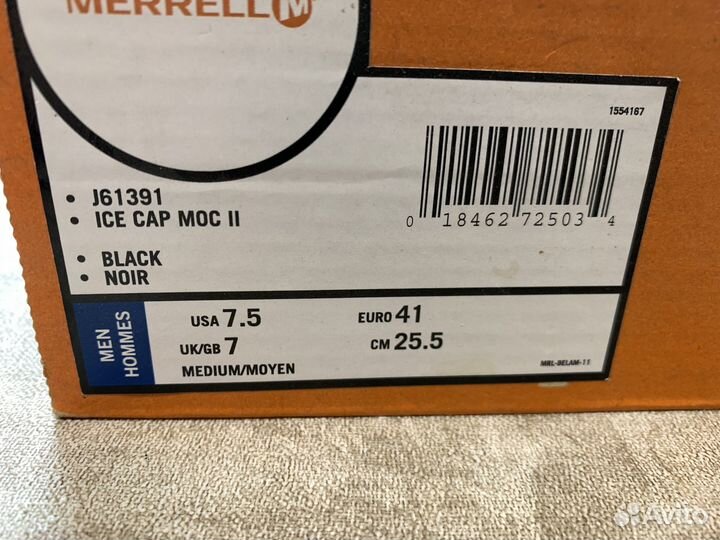 MERRELL M
1554167
• J61391
• ICE CAP MOC II
• BLACK
• NOIR
0 18462 72503 4
MEN
HOMMES
USA 7.5 EURO 41
UK/GB 7 CM 25.5
MEDIUM/MOYEN
MRL-BELAM-11
Avito